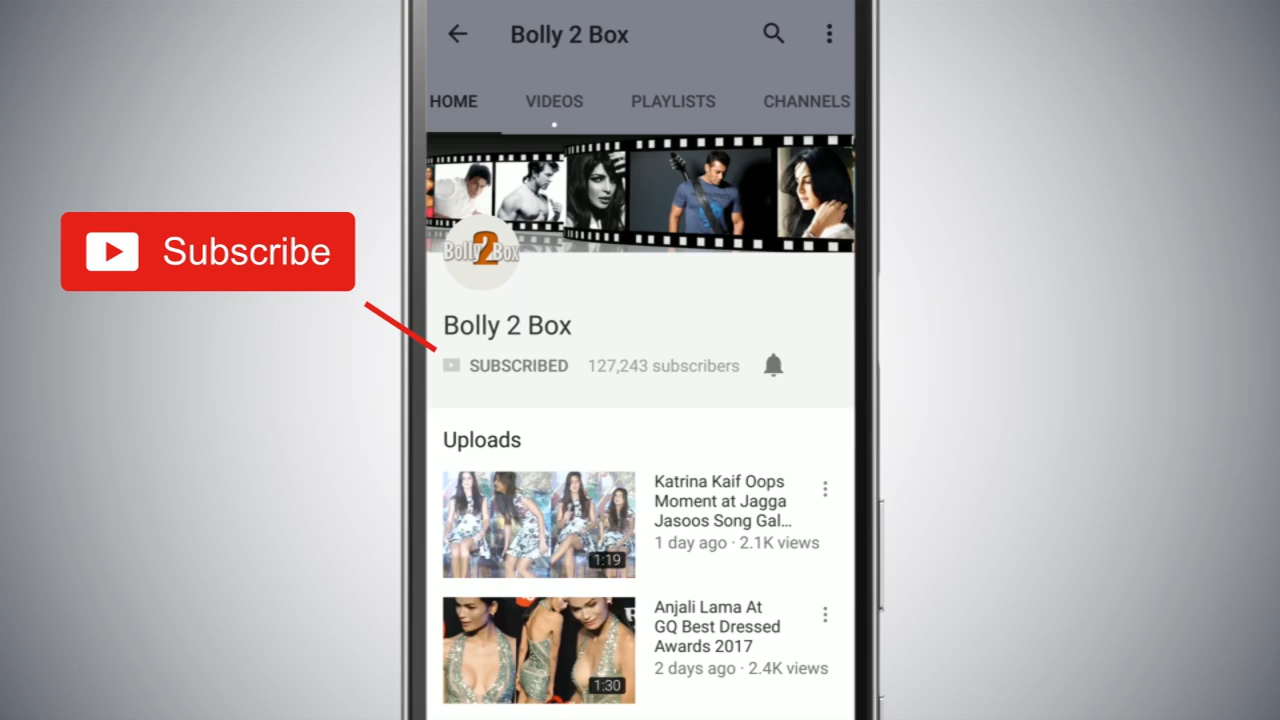 Bolly 2 Box
HOME VIDEOS PLAYLISTS CHANNELS
Subscribe
Bolly2Box
Bolly 2 Box
SUBSCRIBED 127,243 subscribers
Uploads
Katrina Kaif Oops
Moment at Jagga
Jasoos Song Gal...
1 day ago · 2.1K views
1:19
Anjali Lama At
GQ Best Dressed
Awards 2017
2 days ago · 2.4K views
1:30